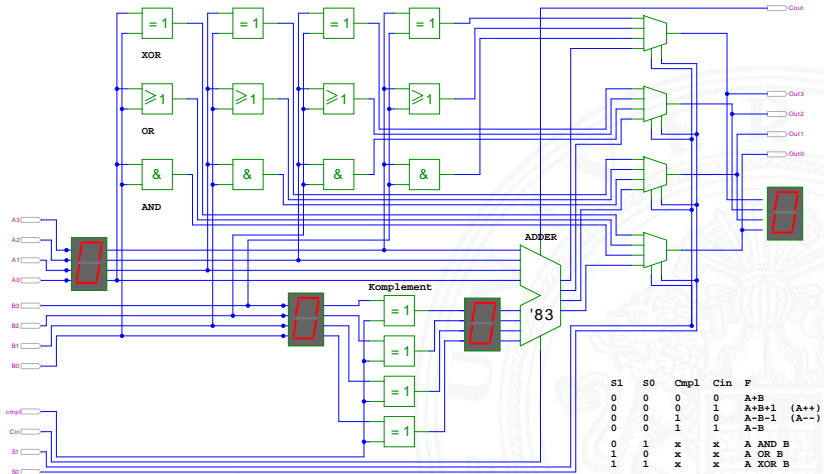 = 1 = 1 = 1 = 1
Cout
XOR
≥1 ≥1 ≥1 ≥1
Out3
Out2
OR
Out1
Out0
& & & &
AND
A3
A2
A1
A0
ADDER
B3
B2
B1
B0
Komplement
= 1
= 1
= 1
= 1
'83
cmpl
Cin
S1
S0
S1 S0 Cmpl Cin F
0 0 0 0 A+B
0 0 0 1 A+B+1 (A++)
0 0 1 0 A-B-1 (A--)
0 0 1 1 A-B
0 1 x x A AND B
1 0 x x A OR B
1 1 x x A XOR B